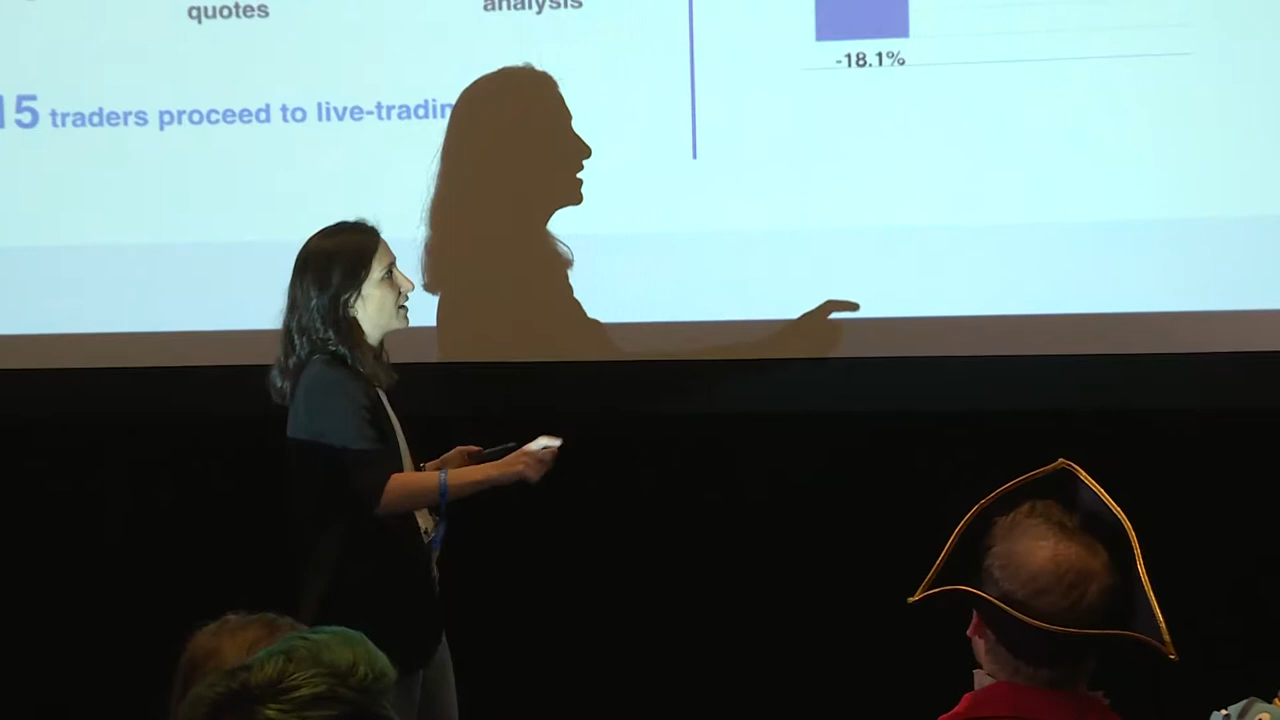 quotes
analysis
15 traders proceed to live-tradin
-18.1%